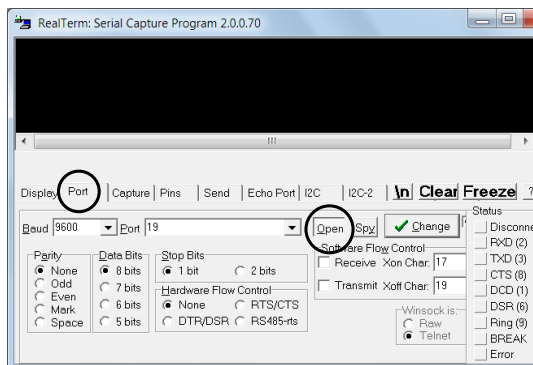 RealTerm: Serial Capture Program 2.0.0.70
Display Port Capture Pins Send Echo Port I2C I2C-2 \n Clear Freeze ?
Baud 9600 Port 19 Open Spy Change
Status
Disconne
RXD (2)
TXD (3)
CTS (8)
DCD (1)
DSR (6)
Ring (9)
BREAK
Error
Parity
None
Odd
Even
Mark
Space
Data Bits
8 bits
7 bits
6 bits
5 bits
Stop Bits
1 bit 2 bits
Hardware Flow Control
None RTS/CTS
DTR/DSR RS485-rts
Software Flow Control
Receive Xon Char: 17
Transmit Xoff Char: 19
Winsock is:
Raw
Telnet